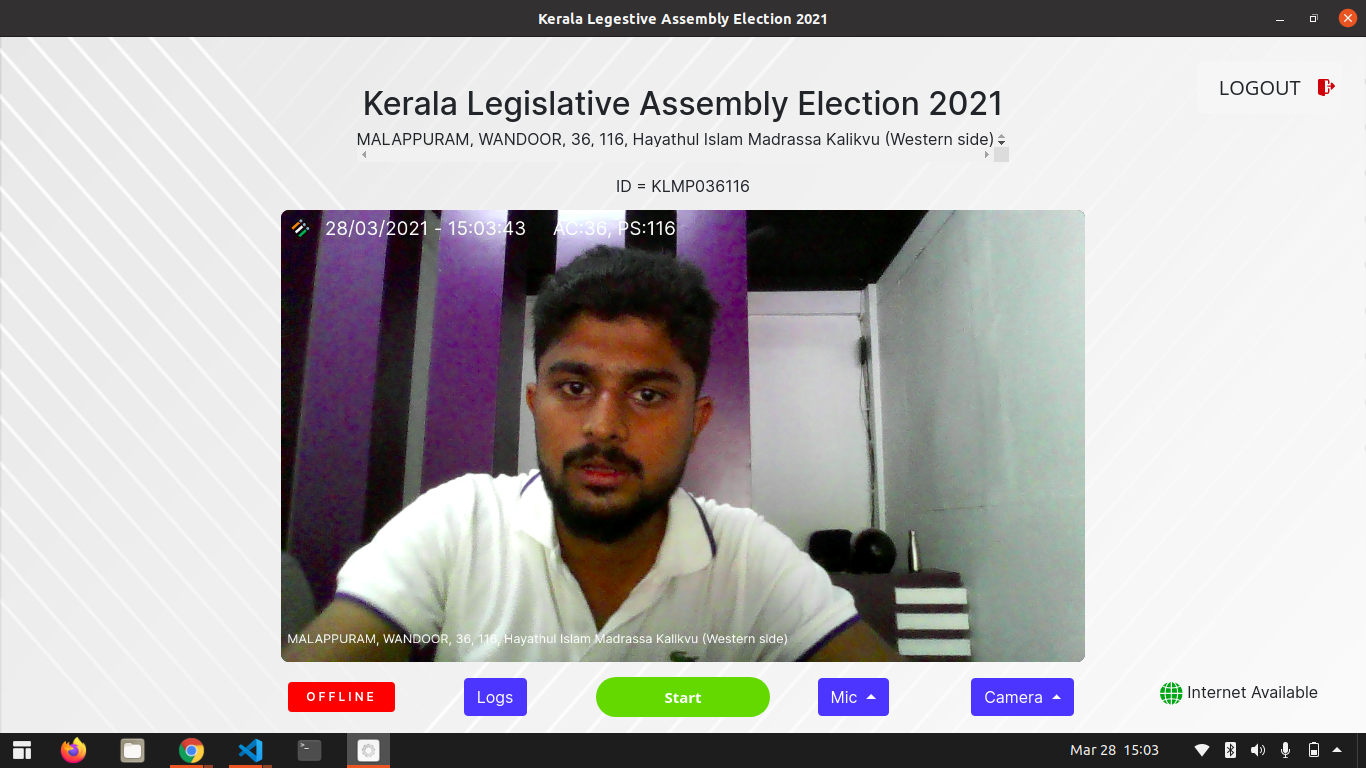 Kerala Legestive Assembly Election 2021
LOGOUT
Kerala Legislative Assembly Election 2021
MALAPPURAM, WANDOOR, 36, 116, Hayathul Islam Madrassa Kalikvu (Western side)
ID = KLMP036116
28/03/2021 - 15:03:43 AC:36, PS:116
MALAPPURAM, WANDOOR, 36, 116, Hayathul Islam Madrassa Kalikvu (Western side)
OFFLINE
Logs
Start
Mic
Camera
Internet Available
Mar 28 15:03